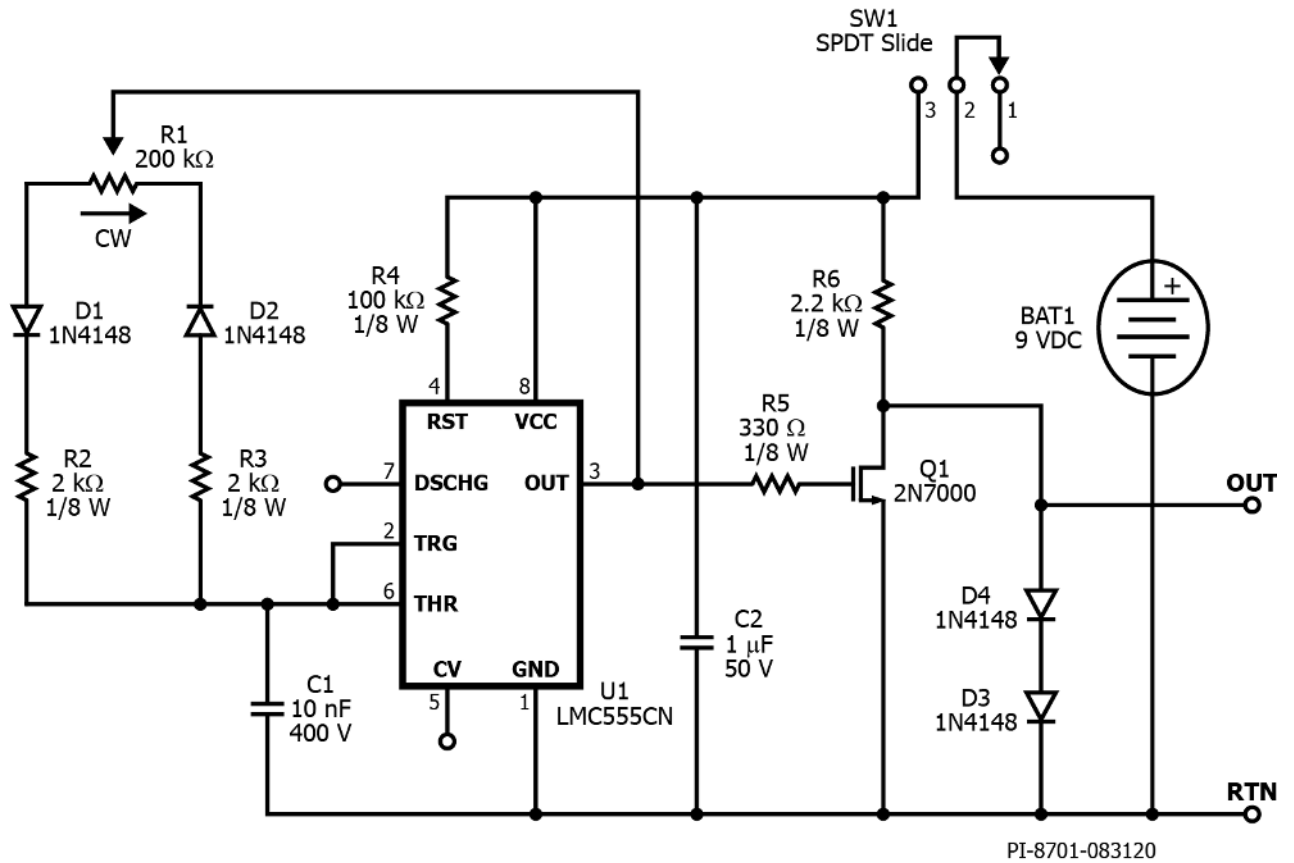 SW1
SPDT Slide
3
2
1
R1
200 kΩ
CW
R4
100 kΩ
1/8 W
R6
2.2 kΩ
1/8 W
+
BAT1
9 VDC
D1
1N4148
D2
1N4148
4
8
RST
VCC
R5
330 Ω
1/8 W
R2
2 kΩ
1/8 W
R3
2 kΩ
1/8 W
7
DSCHG
OUT
3
Q1
2N7000
OUT
2
TRG
6
THR
D4
1N4148
C2
1 μF
50 V
CV
GND
C1
10 nF
400 V
5
1
U1
LMC555CN
D3
1N4148
RTN
PI-8701-083120